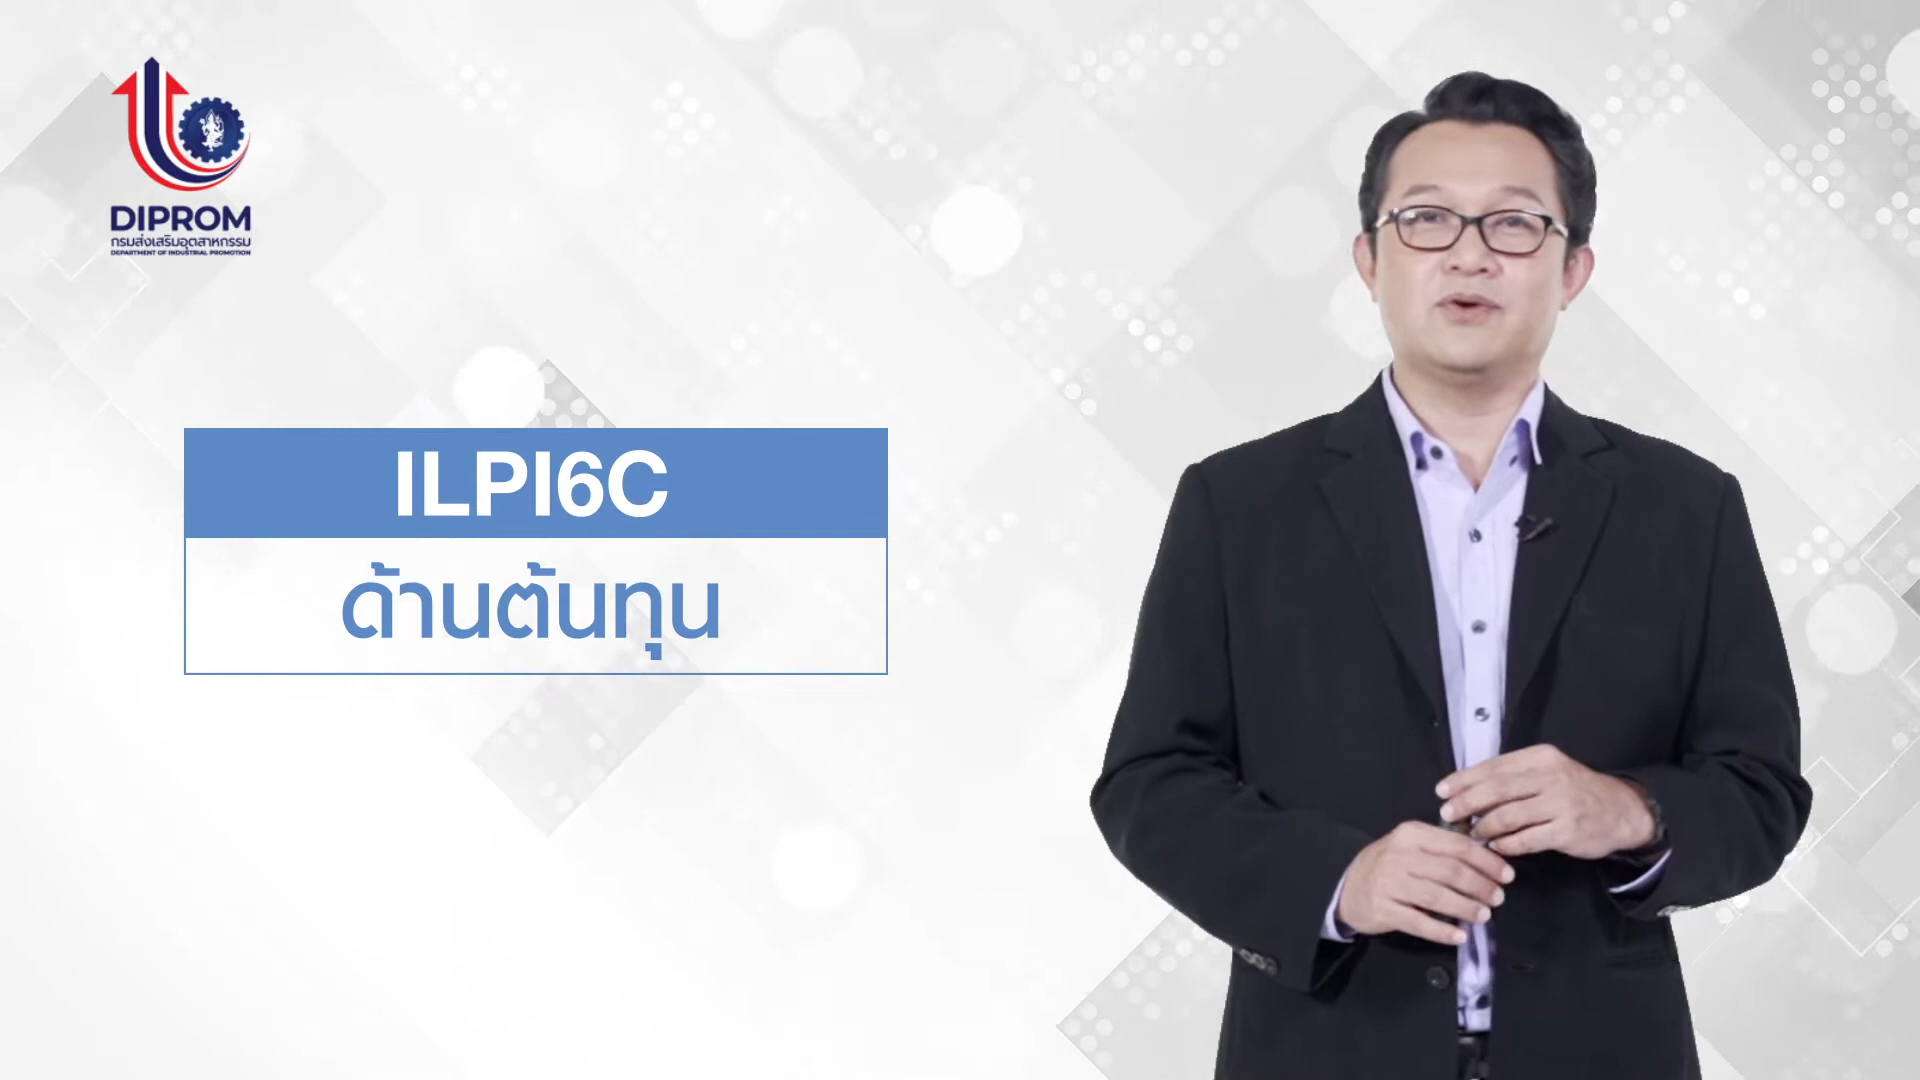 DIPROM
กรมส่งเสริมอุตสาหกรรม
DEPARTMENT OF INDUSTRIAL PROMOTION
ILPI6C
ด้านต้นทุน